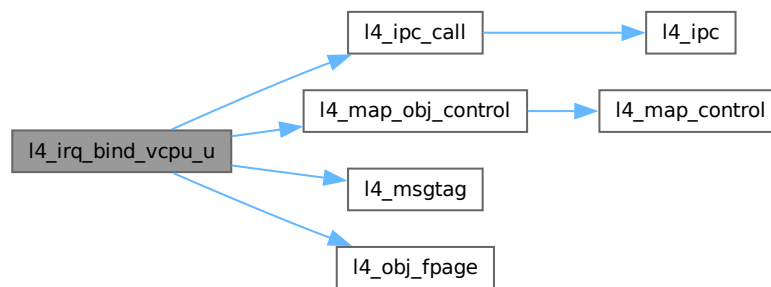 l4_irq_bind_vcpu_u
l4_ipc_call
l4_ipc
l4_map_obj_control
l4_map_control
l4_msgtag
l4_obj_fpage